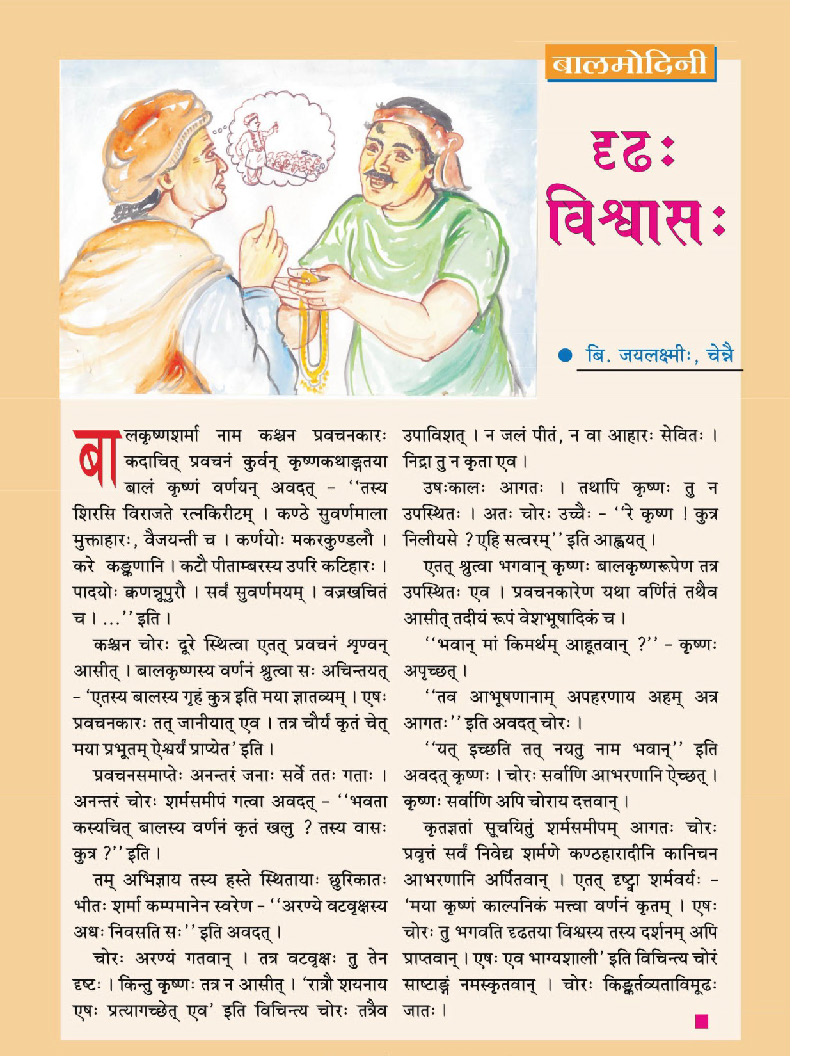 बालमोदिनी
दृढः
विश्वासः
● बि. जयलक्ष्मीः, चेन्नै
बालकृष्णशर्मा नाम कश्चन प्रवचनकारः
कदाचित् प्रवचनं कुर्वन् कृष्णकथाङ्गतया
बालं कृष्णं वर्णयन् अवदत् - ‘‘तस्य
शिरसि विराजते रत्नकिरीटम् । कण्ठे सुवर्णमाला
मुक्ताहारः, वैजयन्ती च । कर्णयोः मकरकुण्डलौ ।
करे कङ्कणानि । कटौ पीताम्बरस्य उपरि कटिहारः ।
पादयोः क्वणन्नूपुरौ । सर्वं सुवर्णमयम् । वज्रखचितं
च । ...’’ इति ।
कश्चन चोरः दूरे स्थित्वा एतत् प्रवचनं शृण्वन्
आसीत् । बालकृष्णस्य वर्णनं श्रुत्वा सः अचिन्तयत्
- ‘एतस्य बालस्य गृहं कुत्र इति मया ज्ञातव्यम् । एषः
प्रवचनकारः तत् जानीयात् एव । तत्र चौर्यं कृतं चेत्
मया प्रभूतम् ऐश्वर्यं प्राप्येत’ इति ।
प्रवचनसमाप्तेः अनन्तरं जनाः सर्वे ततः गताः ।
अनन्तरं चोरः शर्मसमीपं गत्वा अवदत् - ‘‘भवता
कस्यचित् बालस्य वर्णनं कृतं खलु ? तस्य वासः
कुत्र ?’’ इति ।
तम् अभिज्ञाय तस्य हस्ते स्थितायाः छुरिकातः
भीतः शर्मा कम्पमानेन स्वरेण - ‘‘अरण्ये वटवृक्षस्य
अधः निवसति सः’’ इति अवदत् ।
चोरः अरण्यं गतवान् । तत्र वटवृक्षः तु तेन
दृष्टः । किन्तु कृष्णः तत्र न आसीत् । ‘रात्रौ शयनाय
एषः प्रत्यागच्छेत् एव’ इति विचिन्त्य चोरः तत्रैव
उपाविशत् । न जलं पीतं, न वा आहारः सेवितः ।
निद्रा तु न कृता एव ।
उषःकालः आगतः । तथापि कृष्णः तु न
उपस्थितः । अतः चोरः उच्चैः - ‘‘रे कृष्ण ! कुत्र
निलीयसे ? एहि सत्वरम्’’ इति आह्वयत् ।
एतत् श्रुत्वा भगवान् कृष्णः बालकृष्णरूपेण तत्र
उपस्थितः एव । प्रवचनकारेण यथा वर्णितं तथैव
आसीत् तदीयं रूपं वेशभूषादिकं च ।
‘‘भवान् मां किमर्थम् आहूतवान् ?’’ - कृष्णः
अपृच्छत् ।
‘‘तव आभूषणानाम् अपहरणाय अहम् अत्र
आगतः’’ इति अवदत् चोरः ।
‘‘यत् इच्छति तत् नयतु नाम भवान्’’ इति
अवदत् कृष्णः । चोरः सर्वाणि आभरणानि ऐच्छत् ।
कृष्णः सर्वाणि अपि चोराय दत्तवान् ।
कृतज्ञतां सूचयितुं शर्मसमीपम् आगतः चोरः
प्रवृत्तं सर्वं निवेद्य शर्मणे कण्ठहारादीनि कानिचन
आभरणानि अर्पितवान् । एतत् दृष्ट्वा शर्मवर्यः -
‘मया कृष्णं काल्पनिकं मत्त्वा वर्णनं कृतम् । एषः
चोरः तु भगवति दृढतया विश्वस्य तस्य दर्शनम् अपि
प्राप्तवान् । एषः एव भाग्यशाली’ इति विचिन्त्य चोरं
साष्टाङ्गं नमस्कृतवान् । चोरः किङ्कर्तव्यताविमूढः
जातः ।